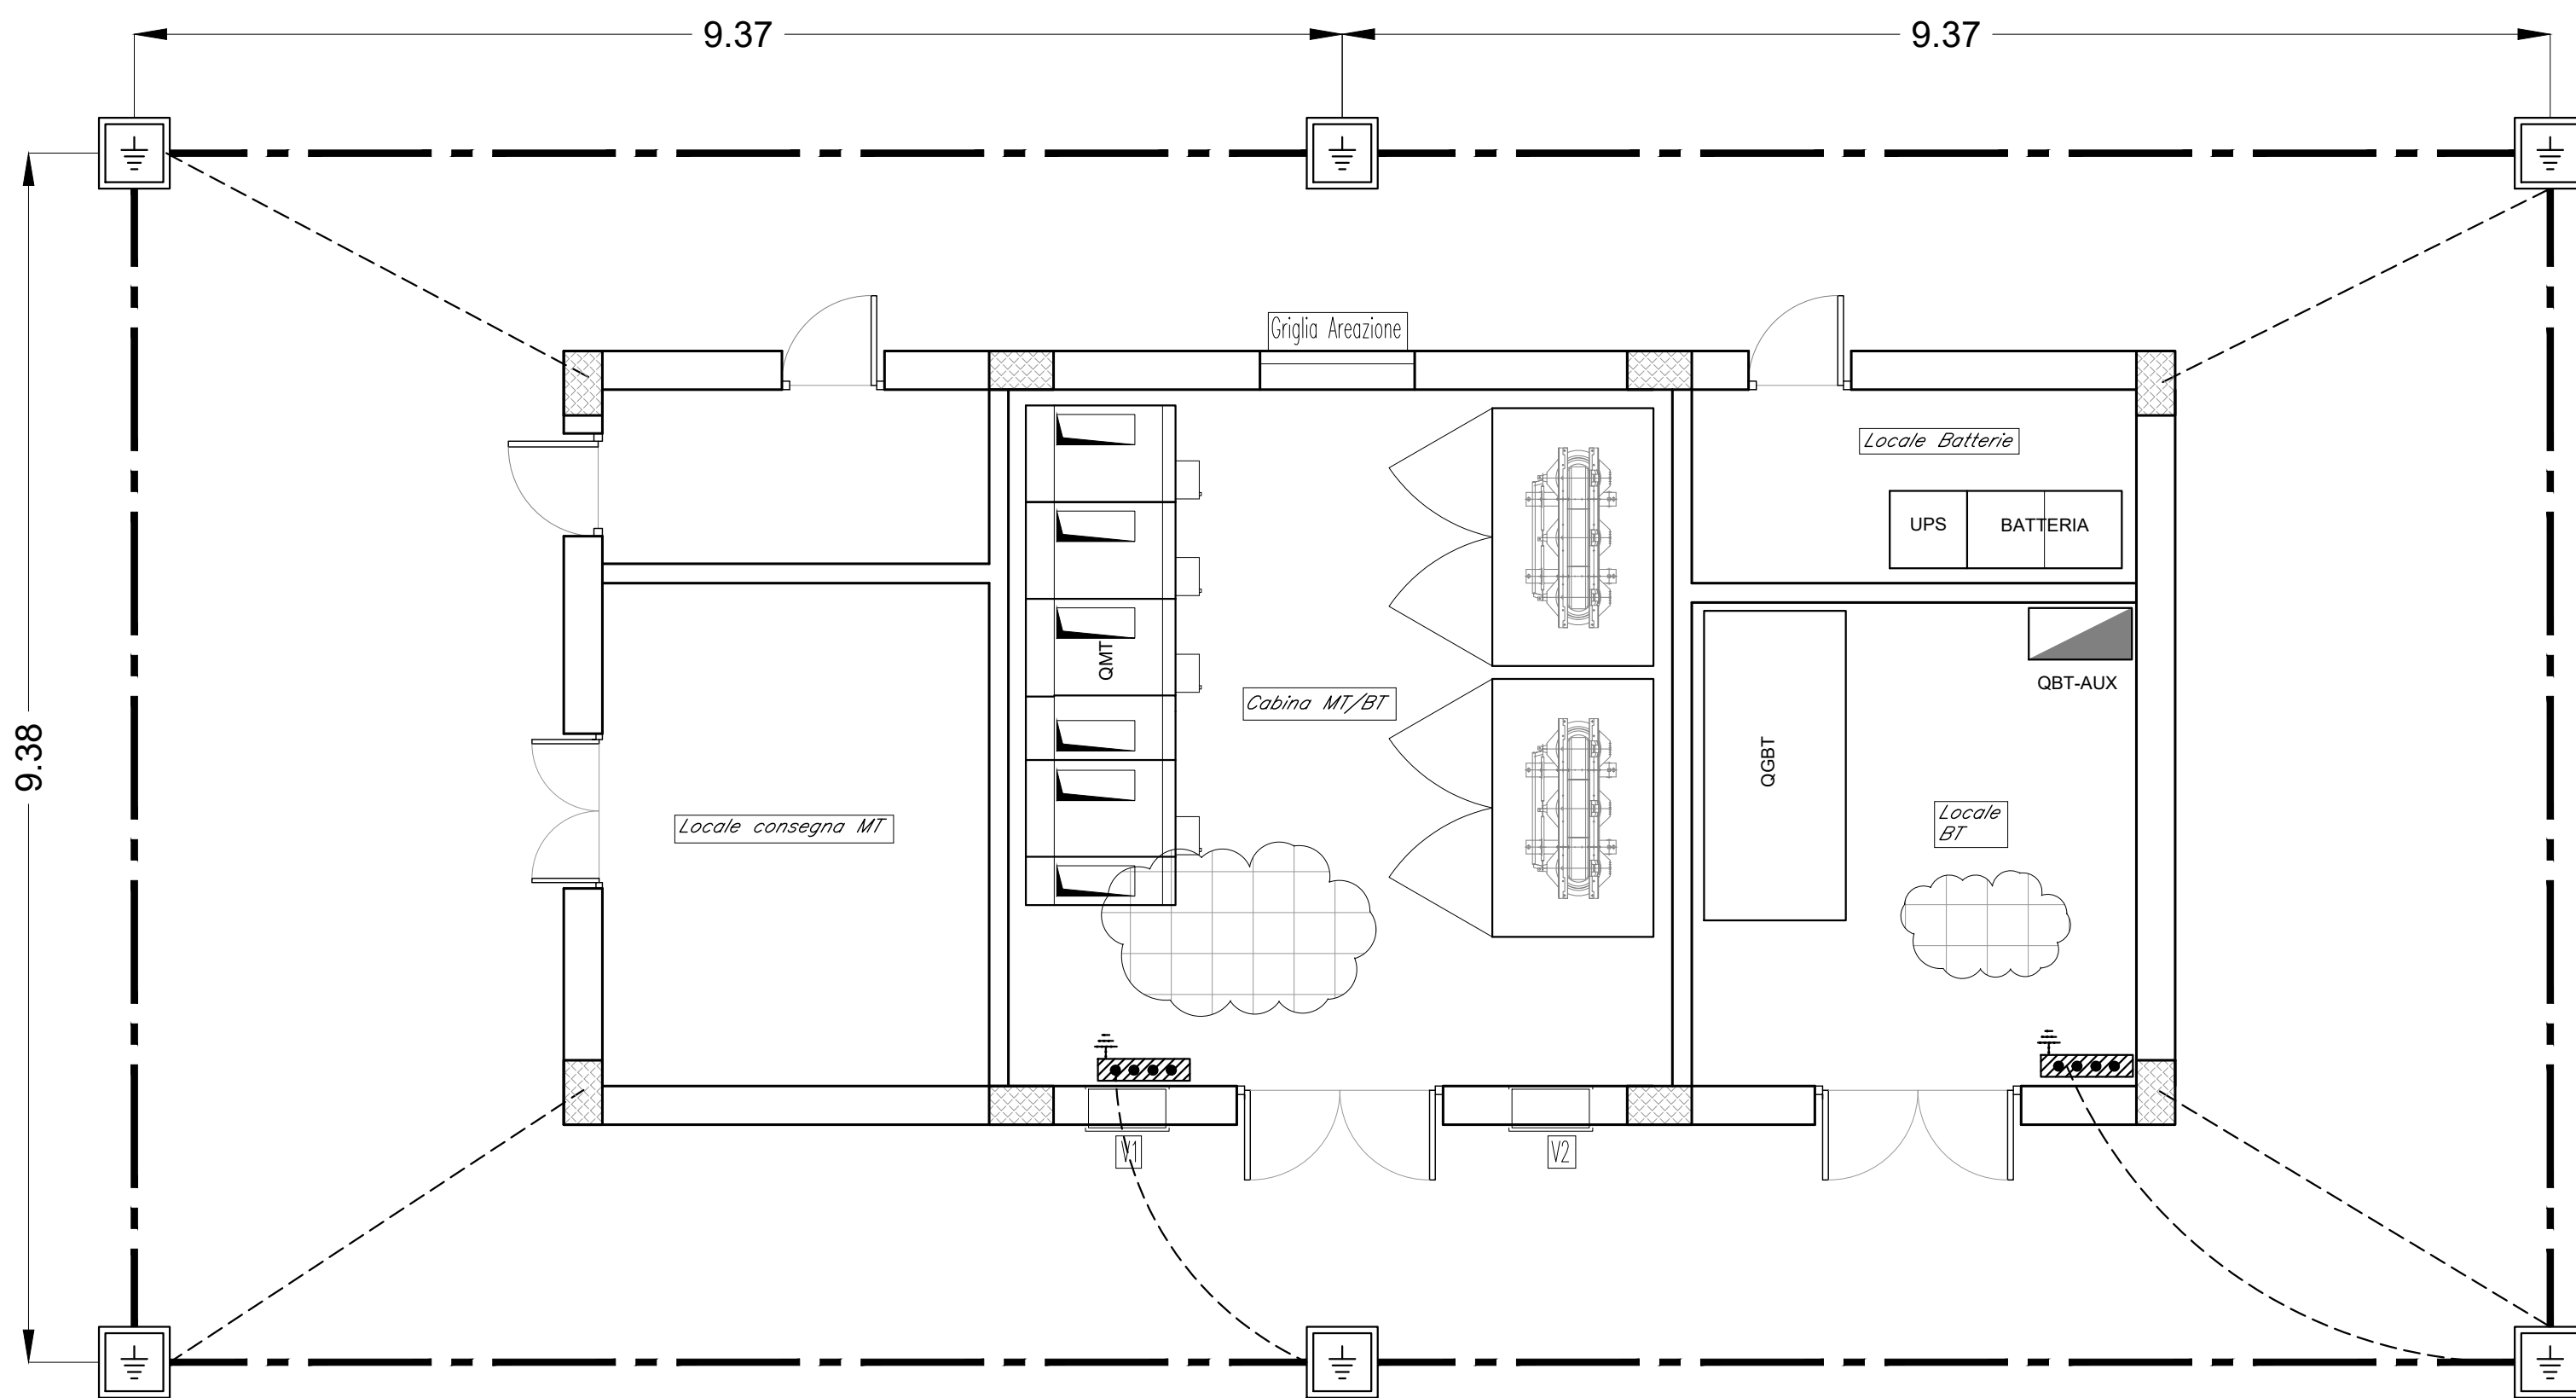 9.37
9.37
Griglia Areazione
Locale Batterie
UPS
BATTERIA
QMT
QBT-AUX
Cabina MT/BT
9.38
QGBT
Locale consegna MT
Locale
BT
V1
V2